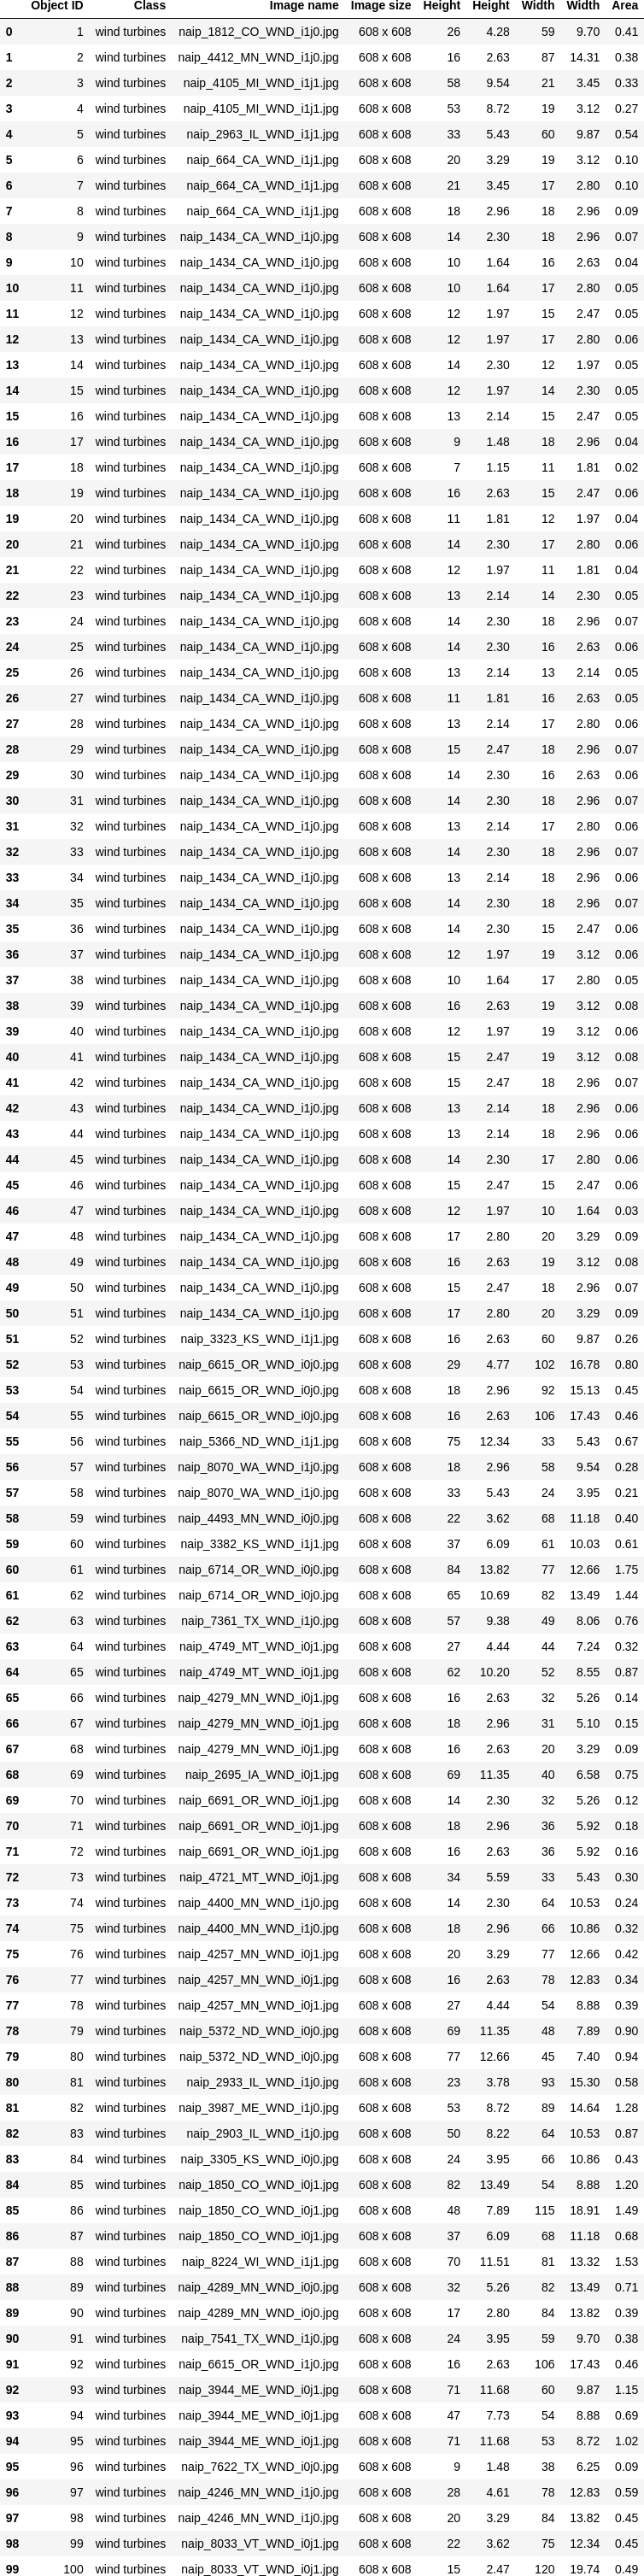 Object ID Class Image name Image size Height Height Width Width Area
0 1 wind turbines naip_1812_CO_WND_i1j0.jpg 608 x 608 26 4.28 59 9.70 0.41
1 2 wind turbines naip_4412_MN_WND_i1j0.jpg 608 x 608 16 2.63 87 14.31 0.38
2 3 wind turbines naip_4105_MI_WND_i1j1.jpg 608 x 608 58 9.54 21 3.45 0.33
3 4 wind turbines naip_4105_MI_WND_i1j1.jpg 608 x 608 53 8.72 19 3.12 0.27
4 5 wind turbines naip_2963_IL_WND_i1j1.jpg 608 x 608 33 5.43 60 9.87 0.54
5 6 wind turbines naip_664_CA_WND_i1j1.jpg 608 x 608 20 3.29 19 3.12 0.10
6 7 wind turbines naip_664_CA_WND_i1j1.jpg 608 x 608 21 3.45 17 2.80 0.10
7 8 wind turbines naip_664_CA_WND_i1j1.jpg 608 x 608 18 2.96 18 2.96 0.09
8 9 wind turbines naip_1434_CA_WND_i1j0.jpg 608 x 608 14 2.30 18 2.96 0.07
9 10 wind turbines naip_1434_CA_WND_i1j0.jpg 608 x 608 10 1.64 16 2.63 0.04
10 11 wind turbines naip_1434_CA_WND_i1j0.jpg 608 x 608 10 1.64 17 2.80 0.05
11 12 wind turbines naip_1434_CA_WND_i1j0.jpg 608 x 608 12 1.97 15 2.47 0.05
12 13 wind turbines naip_1434_CA_WND_i1j0.jpg 608 x 608 12 1.97 17 2.80 0.06
13 14 wind turbines naip_1434_CA_WND_i1j0.jpg 608 x 608 14 2.30 12 1.97 0.05
14 15 wind turbines naip_1434_CA_WND_i1j0.jpg 608 x 608 12 1.97 14 2.30 0.05
15 16 wind turbines naip_1434_CA_WND_i1j0.jpg 608 x 608 13 2.14 15 2.47 0.05
16 17 wind turbines naip_1434_CA_WND_i1j0.jpg 608 x 608 9 1.48 18 2.96 0.04
17 18 wind turbines naip_1434_CA_WND_i1j0.jpg 608 x 608 7 1.15 11 1.81 0.02
18 19 wind turbines naip_1434_CA_WND_i1j0.jpg 608 x 608 16 2.63 15 2.47 0.06
19 20 wind turbines naip_1434_CA_WND_i1j0.jpg 608 x 608 11 1.81 12 1.97 0.04
20 21 wind turbines naip_1434_CA_WND_i1j0.jpg 608 x 608 14 2.30 17 2.80 0.06
21 22 wind turbines naip_1434_CA_WND_i1j0.jpg 608 x 608 12 1.97 11 1.81 0.04
22 23 wind turbines naip_1434_CA_WND_i1j0.jpg 608 x 608 13 2.14 14 2.30 0.05
23 24 wind turbines naip_1434_CA_WND_i1j0.jpg 608 x 608 14 2.30 18 2.96 0.07
24 25 wind turbines naip_1434_CA_WND_i1j0.jpg 608 x 608 14 2.30 16 2.63 0.06
25 26 wind turbines naip_1434_CA_WND_i1j0.jpg 608 x 608 13 2.14 13 2.14 0.05
26 27 wind turbines naip_1434_CA_WND_i1j0.jpg 608 x 608 11 1.81 16 2.63 0.05
27 28 wind turbines naip_1434_CA_WND_i1j0.jpg 608 x 608 13 2.14 17 2.80 0.06
28 29 wind turbines naip_1434_CA_WND_i1j0.jpg 608 x 608 15 2.47 18 2.96 0.07
29 30 wind turbines naip_1434_CA_WND_i1j0.jpg 608 x 608 14 2.30 16 2.63 0.06
30 31 wind turbines naip_1434_CA_WND_i1j0.jpg 608 x 608 14 2.30 18 2.96 0.07
31 32 wind turbines naip_1434_CA_WND_i1j0.jpg 608 x 608 13 2.14 17 2.80 0.06
32 33 wind turbines naip_1434_CA_WND_i1j0.jpg 608 x 608 14 2.30 18 2.96 0.07
33 34 wind turbines naip_1434_CA_WND_i1j0.jpg 608 x 608 13 2.14 18 2.96 0.06
34 35 wind turbines naip_1434_CA_WND_i1j0.jpg 608 x 608 14 2.30 18 2.96 0.07
35 36 wind turbines naip_1434_CA_WND_i1j0.jpg 608 x 608 14 2.30 15 2.47 0.06
36 37 wind turbines naip_1434_CA_WND_i1j0.jpg 608 x 608 12 1.97 19 3.12 0.06
37 38 wind turbines naip_1434_CA_WND_i1j0.jpg 608 x 608 10 1.64 17 2.80 0.05
38 39 wind turbines naip_1434_CA_WND_i1j0.jpg 608 x 608 16 2.63 19 3.12 0.08
39 40 wind turbines naip_1434_CA_WND_i1j0.jpg 608 x 608 12 1.97 19 3.12 0.06
40 41 wind turbines naip_1434_CA_WND_i1j0.jpg 608 x 608 15 2.47 19 3.12 0.08
41 42 wind turbines naip_1434_CA_WND_i1j0.jpg 608 x 608 15 2.47 18 2.96 0.07
42 43 wind turbines naip_1434_CA_WND_i1j0.jpg 608 x 608 13 2.14 18 2.96 0.06
43 44 wind turbines naip_1434_CA_WND_i1j0.jpg 608 x 608 13 2.14 18 2.96 0.06
44 45 wind turbines naip_1434_CA_WND_i1j0.jpg 608 x 608 14 2.30 17 2.80 0.06
45 46 wind turbines naip_1434_CA_WND_i1j0.jpg 608 x 608 15 2.47 15 2.47 0.06
46 47 wind turbines naip_1434_CA_WND_i1j0.jpg 608 x 608 12 1.97 10 1.64 0.03
47 48 wind turbines naip_1434_CA_WND_i1j0.jpg 608 x 608 17 2.80 20 3.29 0.09
48 49 wind turbines naip_1434_CA_WND_i1j0.jpg 608 x 608 16 2.63 19 3.12 0.08
49 50 wind turbines naip_1434_CA_WND_i1j0.jpg 608 x 608 15 2.47 18 2.96 0.07
50 51 wind turbines naip_1434_CA_WND_i1j0.jpg 608 x 608 17 2.80 20 3.29 0.09
51 52 wind turbines naip_3323_KS_WND_i1j1.jpg 608 x 608 16 2.63 60 9.87 0.26
52 53 wind turbines naip_6615_OR_WND_i0j0.jpg 608 x 608 29 4.77 102 16.78 0.80
53 54 wind turbines naip_6615_OR_WND_i0j0.jpg 608 x 608 18 2.96 92 15.13 0.45
54 55 wind turbines naip_6615_OR_WND_i0j0.jpg 608 x 608 16 2.63 106 17.43 0.46
55 56 wind turbines naip_5366_ND_WND_i1j1.jpg 608 x 608 75 12.34 33 5.43 0.67
56 57 wind turbines naip_8070_WA_WND_i1j0.jpg 608 x 608 18 2.96 58 9.54 0.28
57 58 wind turbines naip_8070_WA_WND_i1j0.jpg 608 x 608 33 5.43 24 3.95 0.21
58 59 wind turbines naip_4493_MN_WND_i0j0.jpg 608 x 608 22 3.62 68 11.18 0.40
59 60 wind turbines naip_3382_KS_WND_i1j1.jpg 608 x 608 37 6.09 61 10.03 0.61
60 61 wind turbines naip_6714_OR_WND_i0j0.jpg 608 x 608 84 13.82 77 12.66 1.75
61 62 wind turbines naip_6714_OR_WND_i0j0.jpg 608 x 608 65 10.69 82 13.49 1.44
62 63 wind turbines naip_7361_TX_WND_i1j0.jpg 608 x 608 57 9.38 49 8.06 0.76
63 64 wind turbines naip_4749_MT_WND_i0j1.jpg 608 x 608 27 4.44 44 7.24 0.32
64 65 wind turbines naip_4749_MT_WND_i0j1.jpg 608 x 608 62 10.20 52 8.55 0.87
65 66 wind turbines naip_4279_MN_WND_i0j1.jpg 608 x 608 16 2.63 32 5.26 0.14
66 67 wind turbines naip_4279_MN_WND_i0j1.jpg 608 x 608 18 2.96 31 5.10 0.15
67 68 wind turbines naip_4279_MN_WND_i0j1.jpg 608 x 608 16 2.63 20 3.29 0.09
68 69 wind turbines naip_2695_IA_WND_i0j1.jpg 608 x 608 69 11.35 40 6.58 0.75
69 70 wind turbines naip_6691_OR_WND_i0j1.jpg 608 x 608 14 2.30 32 5.26 0.12
70 71 wind turbines naip_6691_OR_WND_i0j1.jpg 608 x 608 18 2.96 36 5.92 0.18
71 72 wind turbines naip_6691_OR_WND_i0j1.jpg 608 x 608 16 2.63 36 5.92 0.16
72 73 wind turbines naip_4721_MT_WND_i0j1.jpg 608 x 608 34 5.59 33 5.43 0.30
73 74 wind turbines naip_4400_MN_WND_i1j0.jpg 608 x 608 14 2.30 64 10.53 0.24
74 75 wind turbines naip_4400_MN_WND_i1j0.jpg 608 x 608 18 2.96 66 10.86 0.32
75 76 wind turbines naip_4257_MN_WND_i0j1.jpg 608 x 608 20 3.29 77 12.66 0.42
76 77 wind turbines naip_4257_MN_WND_i0j1.jpg 608 x 608 16 2.63 78 12.83 0.34
77 78 wind turbines naip_4257_MN_WND_i0j1.jpg 608 x 608 27 4.44 54 8.88 0.39
78 79 wind turbines naip_5372_ND_WND_i0j0.jpg 608 x 608 69 11.35 48 7.89 0.90
79 80 wind turbines naip_5372_ND_WND_i0j0.jpg 608 x 608 77 12.66 45 7.40 0.94
80 81 wind turbines naip_2933_IL_WND_i1j0.jpg 608 x 608 23 3.78 93 15.30 0.58
81 82 wind turbines naip_3987_ME_WND_i1j0.jpg 608 x 608 53 8.72 89 14.64 1.28
82 83 wind turbines naip_2903_IL_WND_i1j0.jpg 608 x 608 50 8.22 64 10.53 0.87
83 84 wind turbines naip_3305_KS_WND_i0j0.jpg 608 x 608 24 3.95 66 10.86 0.43
84 85 wind turbines naip_1850_CO_WND_i0j1.jpg 608 x 608 82 13.49 54 8.88 1.20
85 86 wind turbines naip_1850_CO_WND_i0j1.jpg 608 x 608 48 7.89 115 18.91 1.49
86 87 wind turbines naip_1850_CO_WND_i0j1.jpg 608 x 608 37 6.09 68 11.18 0.68
87 88 wind turbines naip_8224_WI_WND_i1j1.jpg 608 x 608 70 11.51 81 13.32 1.53
88 89 wind turbines naip_4289_MN_WND_i0j0.jpg 608 x 608 32 5.26 82 13.49 0.71
89 90 wind turbines naip_4289_MN_WND_i0j0.jpg 608 x 608 17 2.80 84 13.82 0.39
90 91 wind turbines naip_7541_TX_WND_i1j0.jpg 608 x 608 24 3.95 59 9.70 0.38
91 92 wind turbines naip_6615_OR_WND_i1j0.jpg 608 x 608 16 2.63 106 17.43 0.46
92 93 wind turbines naip_3944_ME_WND_i0j1.jpg 608 x 608 71 11.68 60 9.87 1.15
93 94 wind turbines naip_3944_ME_WND_i0j1.jpg 608 x 608 47 7.73 54 8.88 0.69
94 95 wind turbines naip_3944_ME_WND_i0j1.jpg 608 x 608 71 11.68 53 8.72 1.02
95 96 wind turbines naip_7622_TX_WND_i0j0.jpg 608 x 608 9 1.48 38 6.25 0.09
96 97 wind turbines naip_4246_MN_WND_i1j0.jpg 608 x 608 28 4.61 78 12.83 0.59
97 98 wind turbines naip_4246_MN_WND_i1j0.jpg 608 x 608 20 3.29 84 13.82 0.45
98 99 wind turbines naip_8033_VT_WND_i0j1.jpg 608 x 608 22 3.62 75 12.34 0.45
99 100 wind turbines naip_8033_VT_WND_i0j1.jpg 608 x 608 15 2.47 120 19.74 0.49